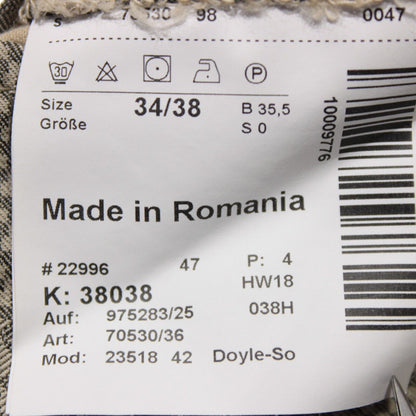 98 0047
30 P
Size 34/38 B 35,5
Größe S 0
10009776
Made in Romania
# 22996 47 P: 4
K: 38038 HW18
Auf: 975283/25 038H
Art: 70530/36
Mod: 23518 42 Doyle-So